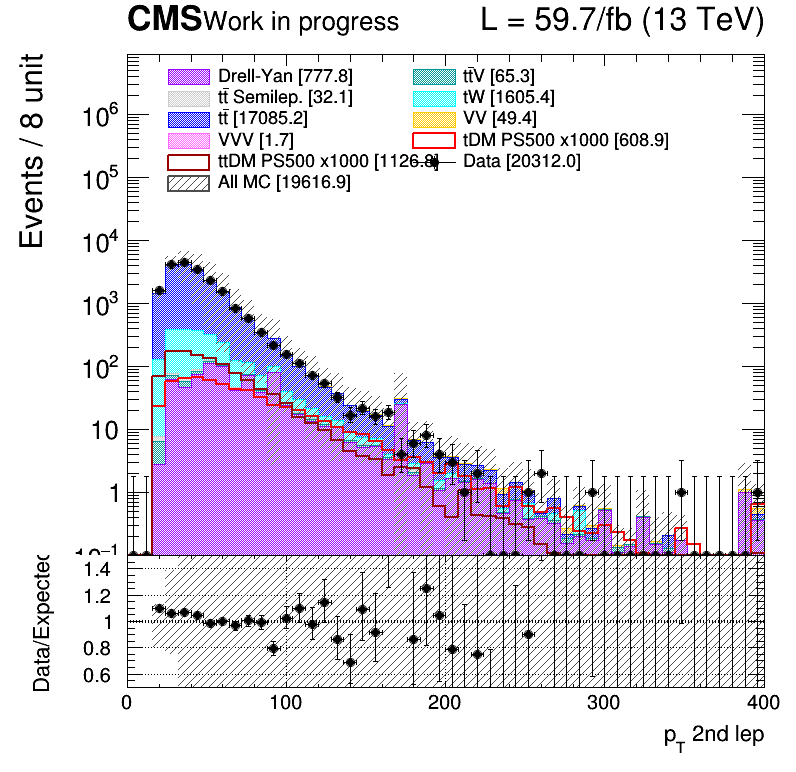 CMS Work in progress L = 59.7/fb (13 TeV)
Drell-Yan [777.8] tt̄V [65.3]
tt̄ Semilep. [32.1] tW [1605.4]
tt̄ [17085.2] VV [49.4]
VVV [1.7] tDM PS500 x1000 [608.9]
ttDM PS500 x1000 [1126.8] Data [20312.0]
All MC [19616.9]
Events / 8 unit
10⁶
10⁵
10⁴
10³
10²
10
1
10⁻¹
Data/Expected
1.4
1.2
1
0.8
0.6
0 100 200 300 400
p_T 2nd lep